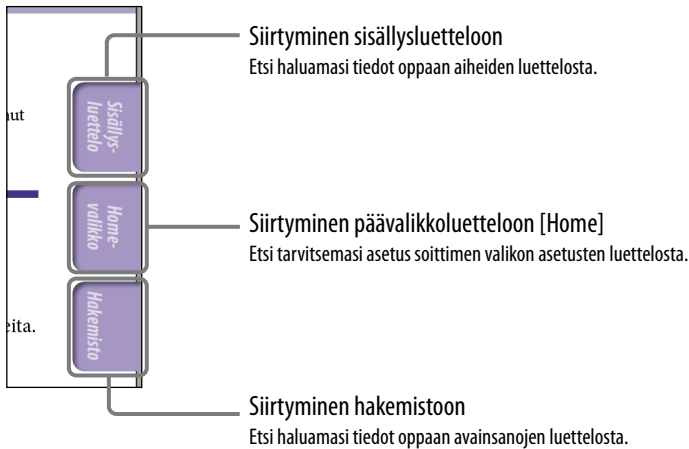 Siirtyminen sisällysluetteloon
Etsi haluamasi tiedot oppaan aiheiden luettelosta.
Sisällys-
luettelo
Siirtyminen päävalikkoluetteloon [Home]
Etsi tarvitsemasi asetus soittimen valikon asetusten luettelosta.
Home-
valikko
Hakemisto
eita.
Siirtyminen hakemistoon
Etsi haluamasi tiedot oppaan avainsanojen luettelosta.